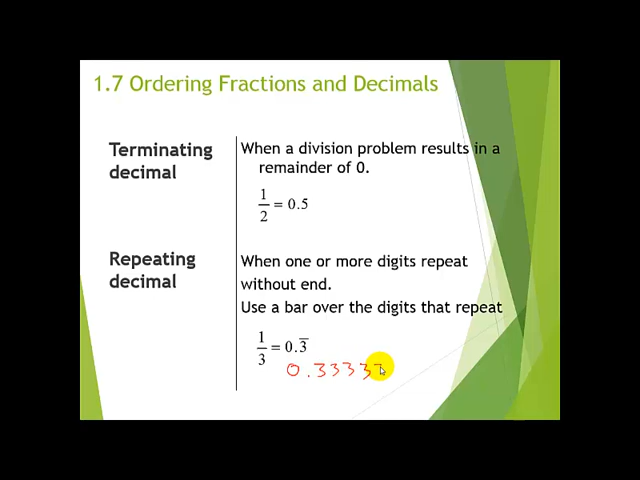 1.7 Ordering Fractions and Decimals
Terminating
decimal
When a division problem results in a
remainder of 0.
1/2 = 0.5
Repeating
decimal
When one or more digits repeat
without end.
Use a bar over the digits that repeat
1/3 = 0.3̅
0.3333